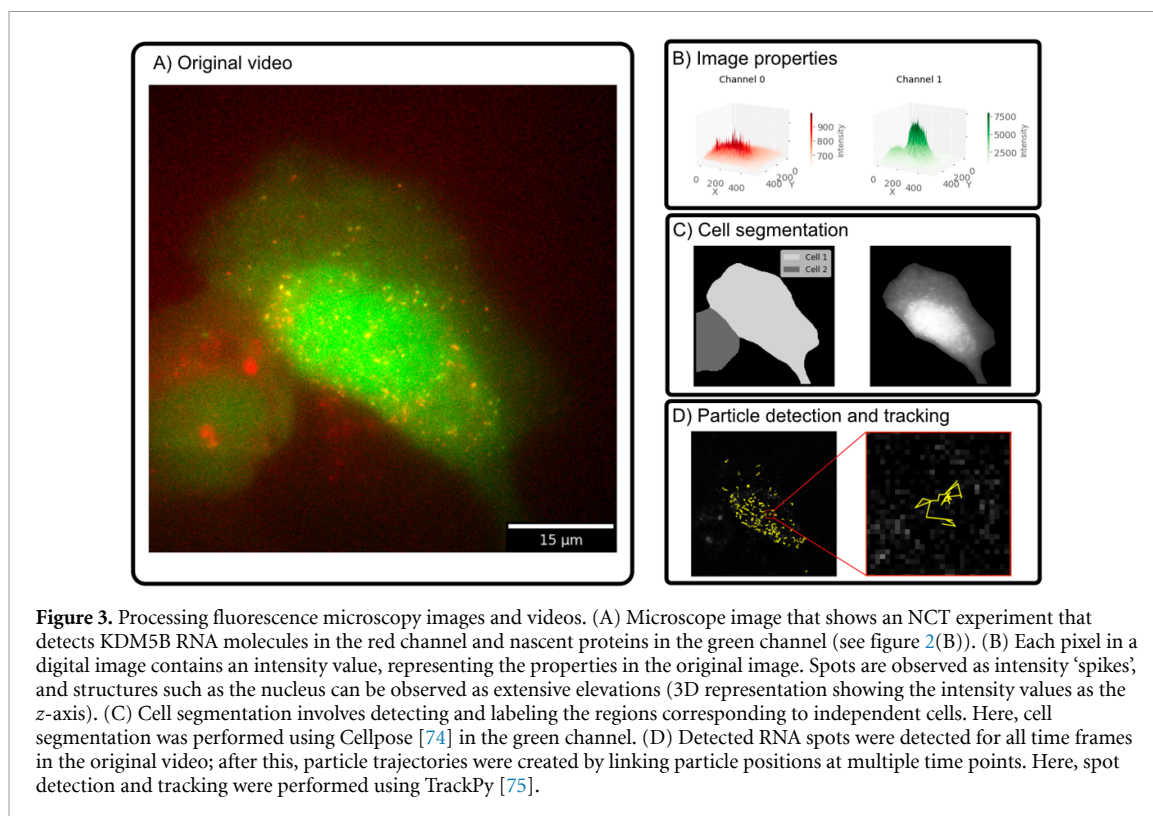 A) Original video
15 μm
B) Image properties
Channel 0
Channel 1
900
800
700
Intensity
0
200
400
X
0
200
400
Y
7500
5000
2500
Intensity
0
200
400
X
0
200
400
Y
C) Cell segmentation
Cell 1
Cell 2
D) Particle detection and tracking
Figure 3. Processing fluorescence microscopy images and videos. (A) Microscope image that shows an NCT experiment that
detects KDM5B RNA molecules in the red channel and nascent proteins in the green channel (see figure 2(B)). (B) Each pixel in a
digital image contains an intensity value, representing the properties in the original image. Spots are observed as intensity ‘spikes’,
and structures such as the nucleus can be observed as extensive elevations (3D representation showing the intensity values as the
z-axis). (C) Cell segmentation involves detecting and labeling the regions corresponding to independent cells. Here, cell
segmentation was performed using Cellpose [74] in the green channel. (D) Detected RNA spots were detected for all time frames
in the original video; after this, particle trajectories were created by linking particle positions at multiple time points. Here, spot
detection and tracking were performed using TrackPy [75].